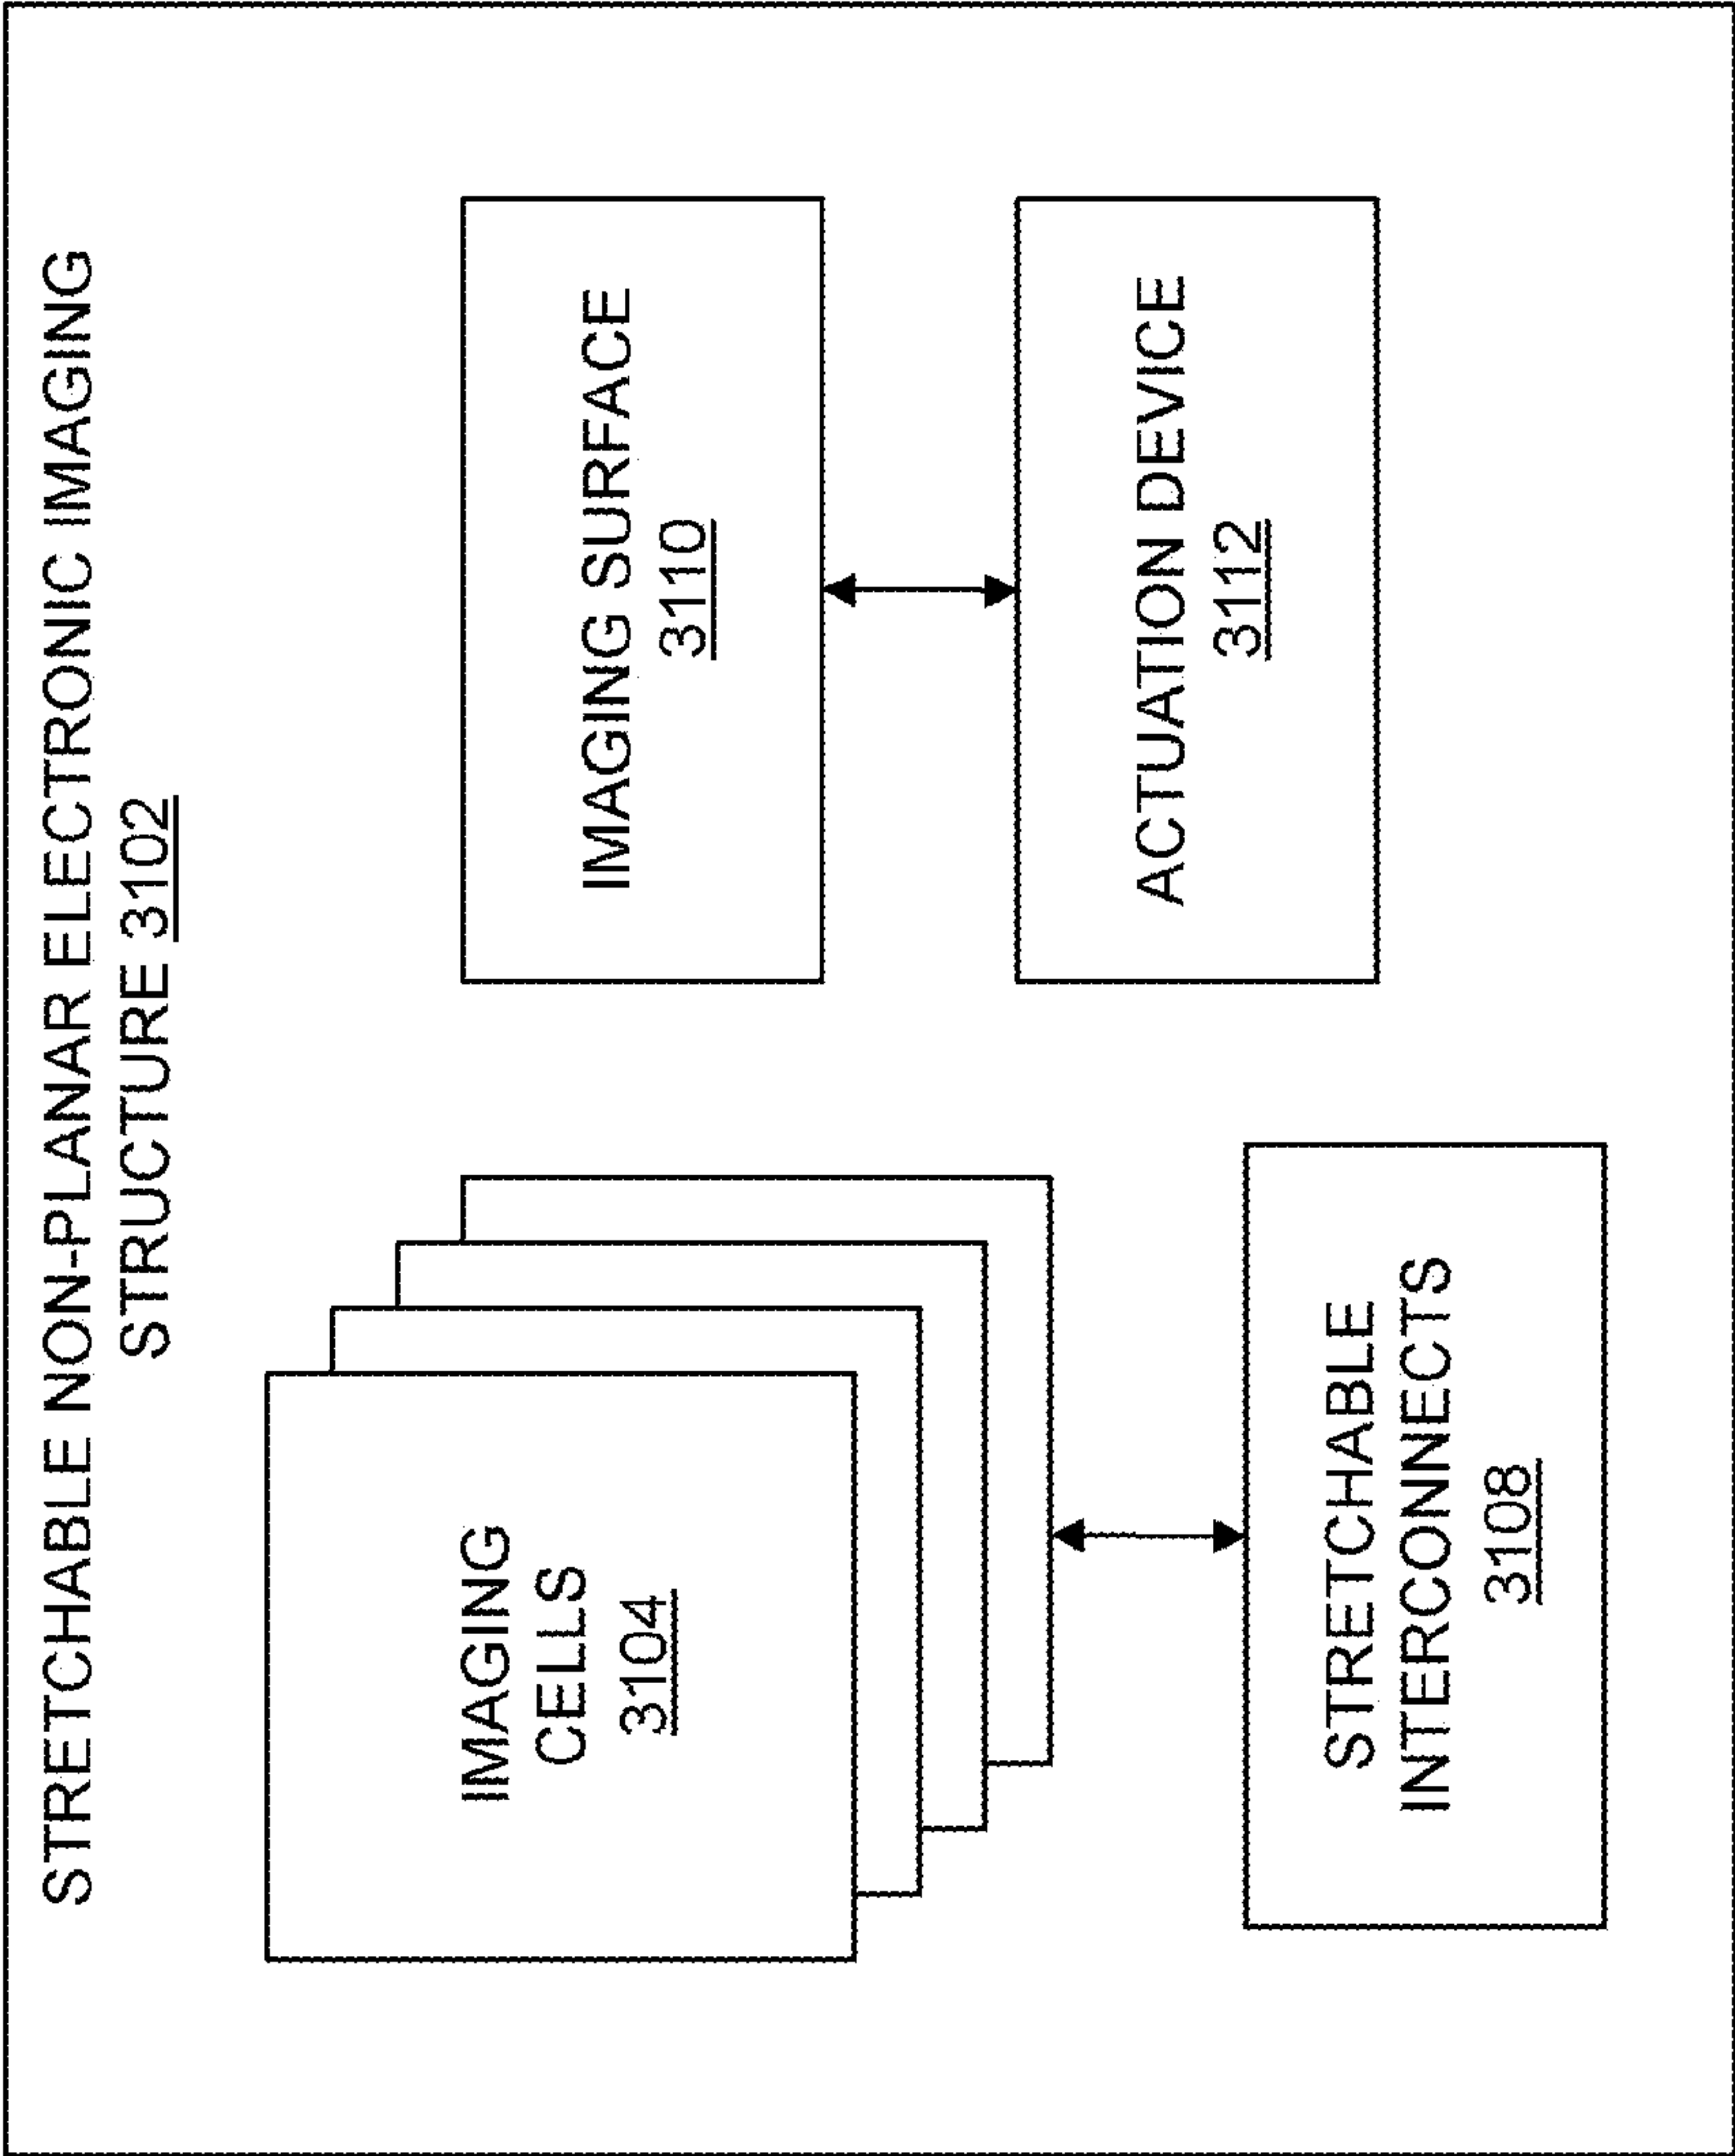 STRETCHABLE NON-PLANAR ELECTRONIC IMAGING
STRUCTURE 3102
IMAGING
CELLS
3104
STRETCHABLE
INTERCONNECTS
3108
IMAGING SURFACE
3110
ACTUATION DEVICE
3112